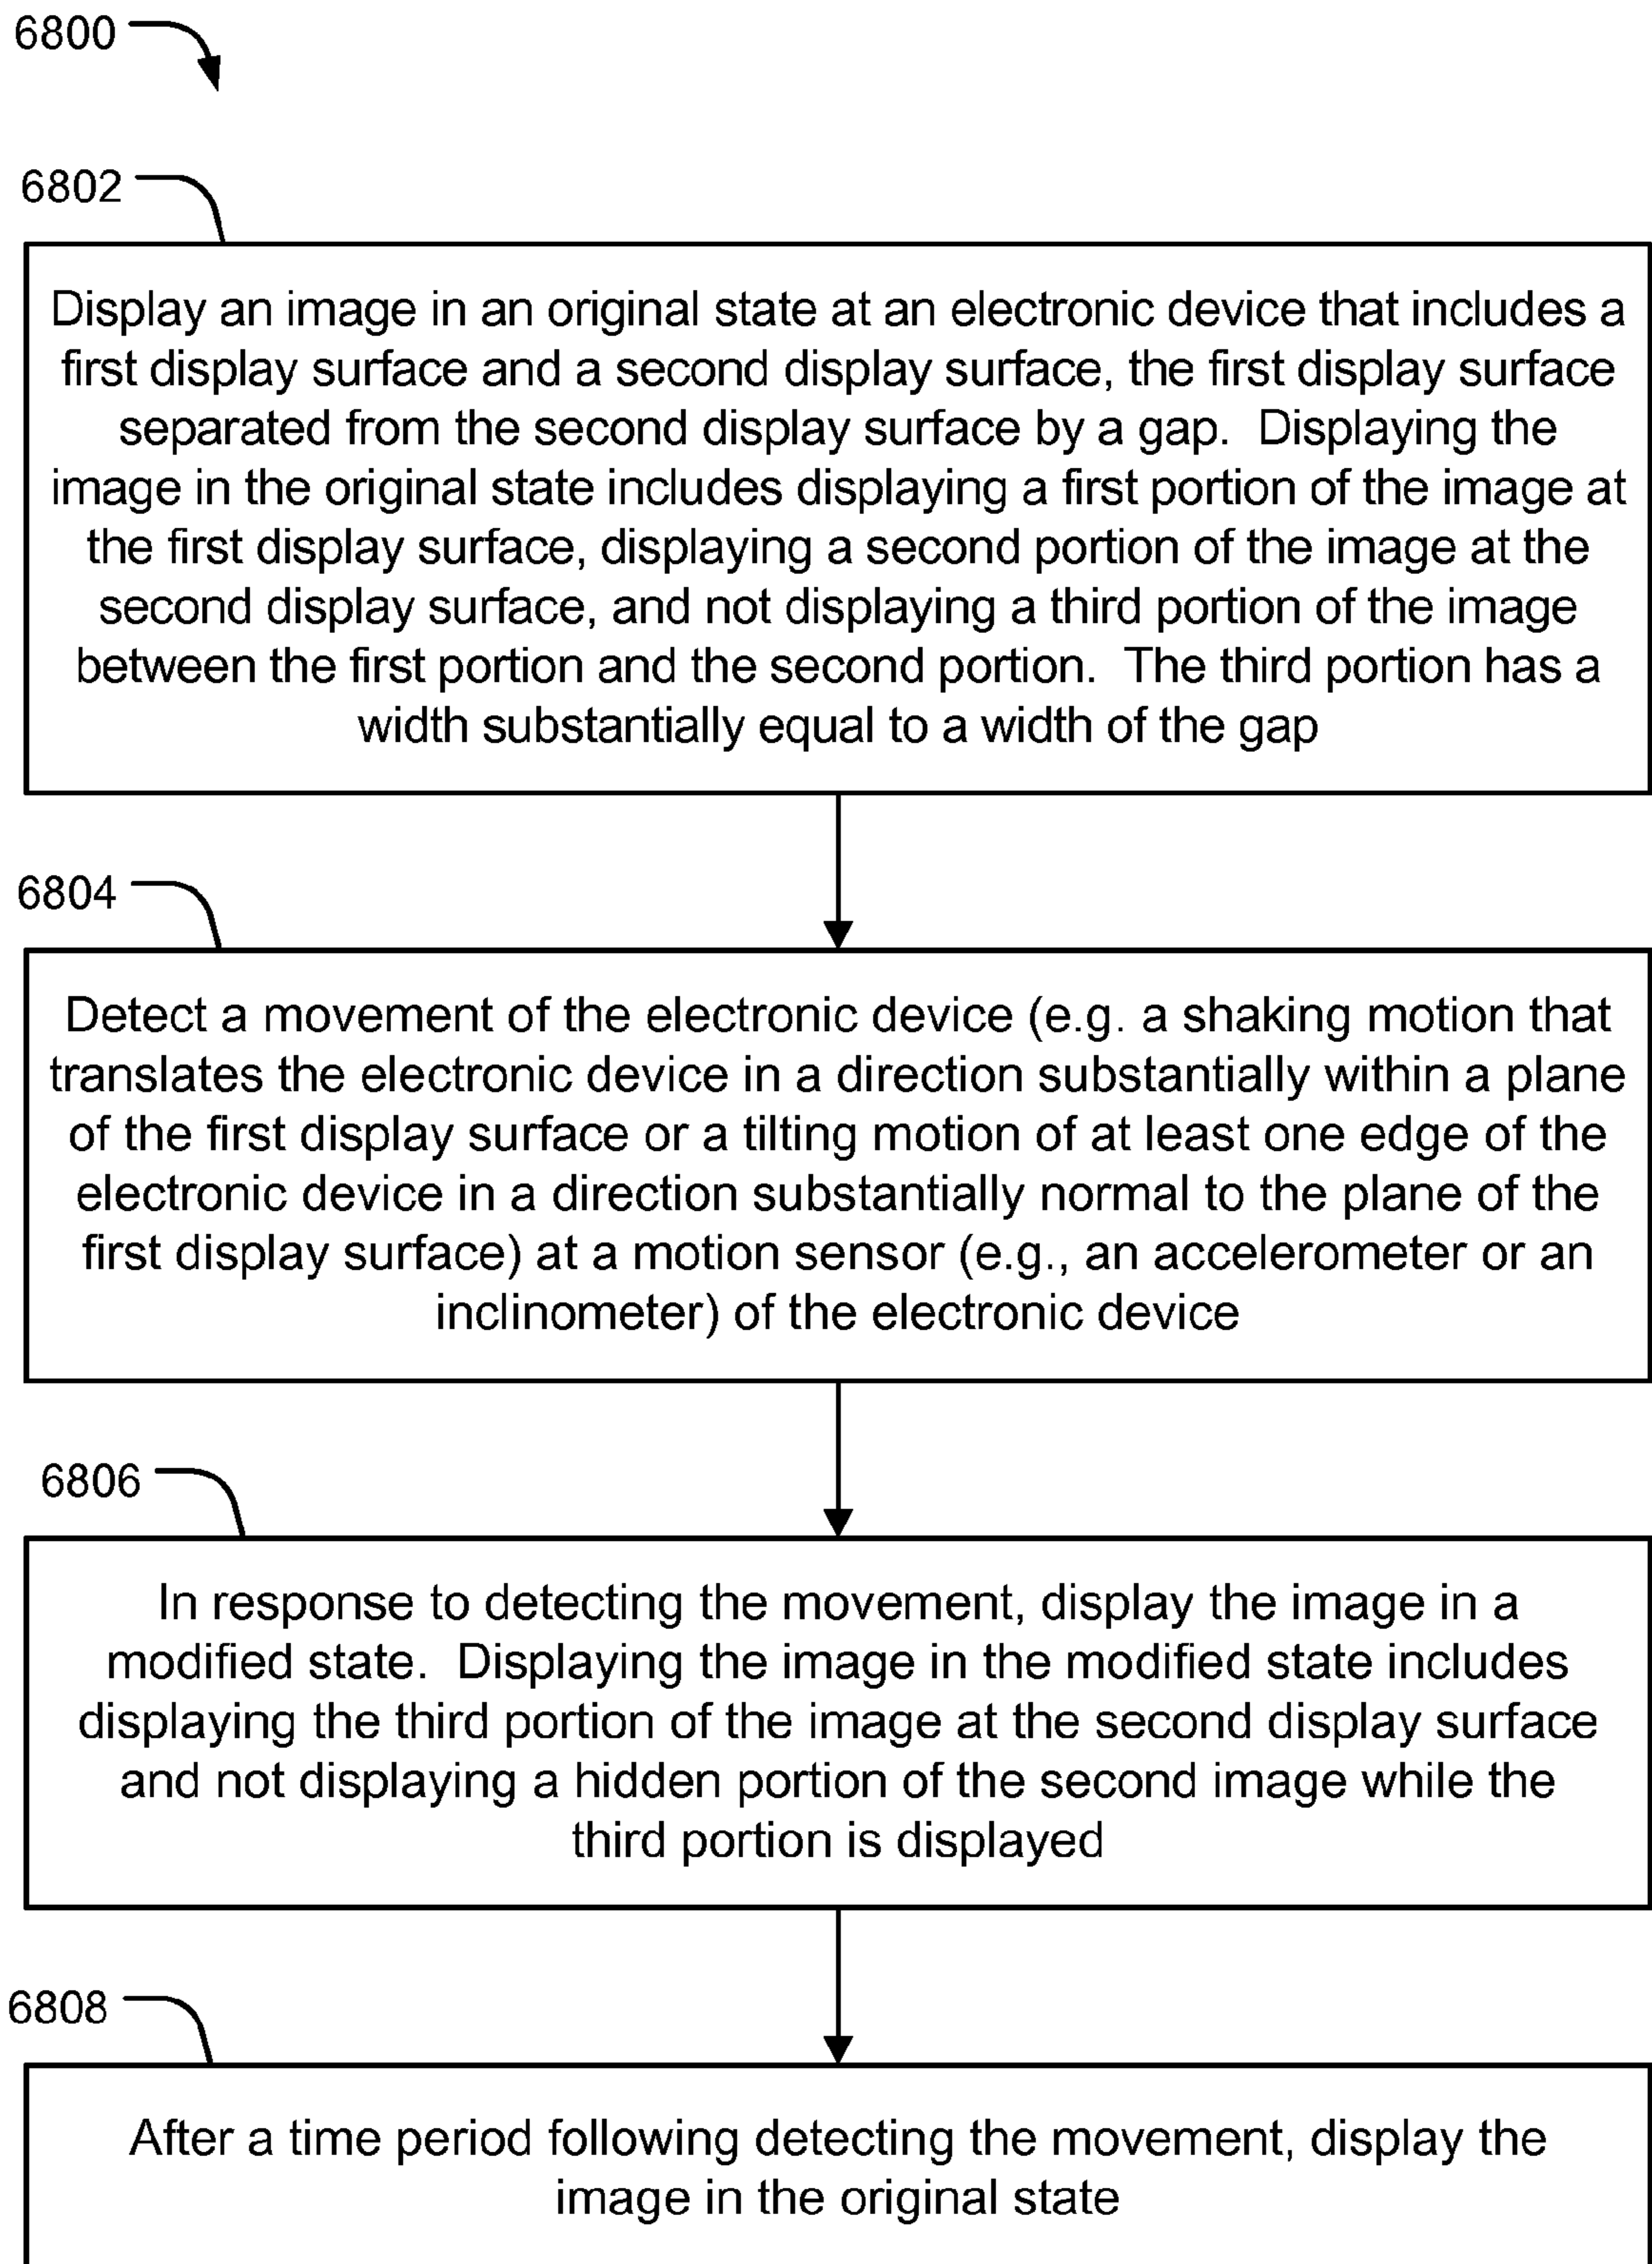 6800
6802
Display an image in an original state at an electronic device that includes a
first display surface and a second display surface, the first display surface
separated from the second display surface by a gap.  Displaying the
image in the original state includes displaying a first portion of the image at
the first display surface, displaying a second portion of the image at the
second display surface, and not displaying a third portion of the image
between the first portion and the second portion.  The third portion has a
width substantially equal to a width of the gap
6804
Detect a movement of the electronic device (e.g. a shaking motion that
translates the electronic device in a direction substantially within a plane
of the first display surface or a tilting motion of at least one edge of the
electronic device in a direction substantially normal to the plane of the
first display surface) at a motion sensor (e.g., an accelerometer or an
inclinometer) of the electronic device
6806
In response to detecting the movement, display the image in a
modified state.  Displaying the image in the modified state includes
displaying the third portion of the image at the second display surface
and not displaying a hidden portion of the second image while the
third portion is displayed
6808
After a time period following detecting the movement, display the
image in the original state